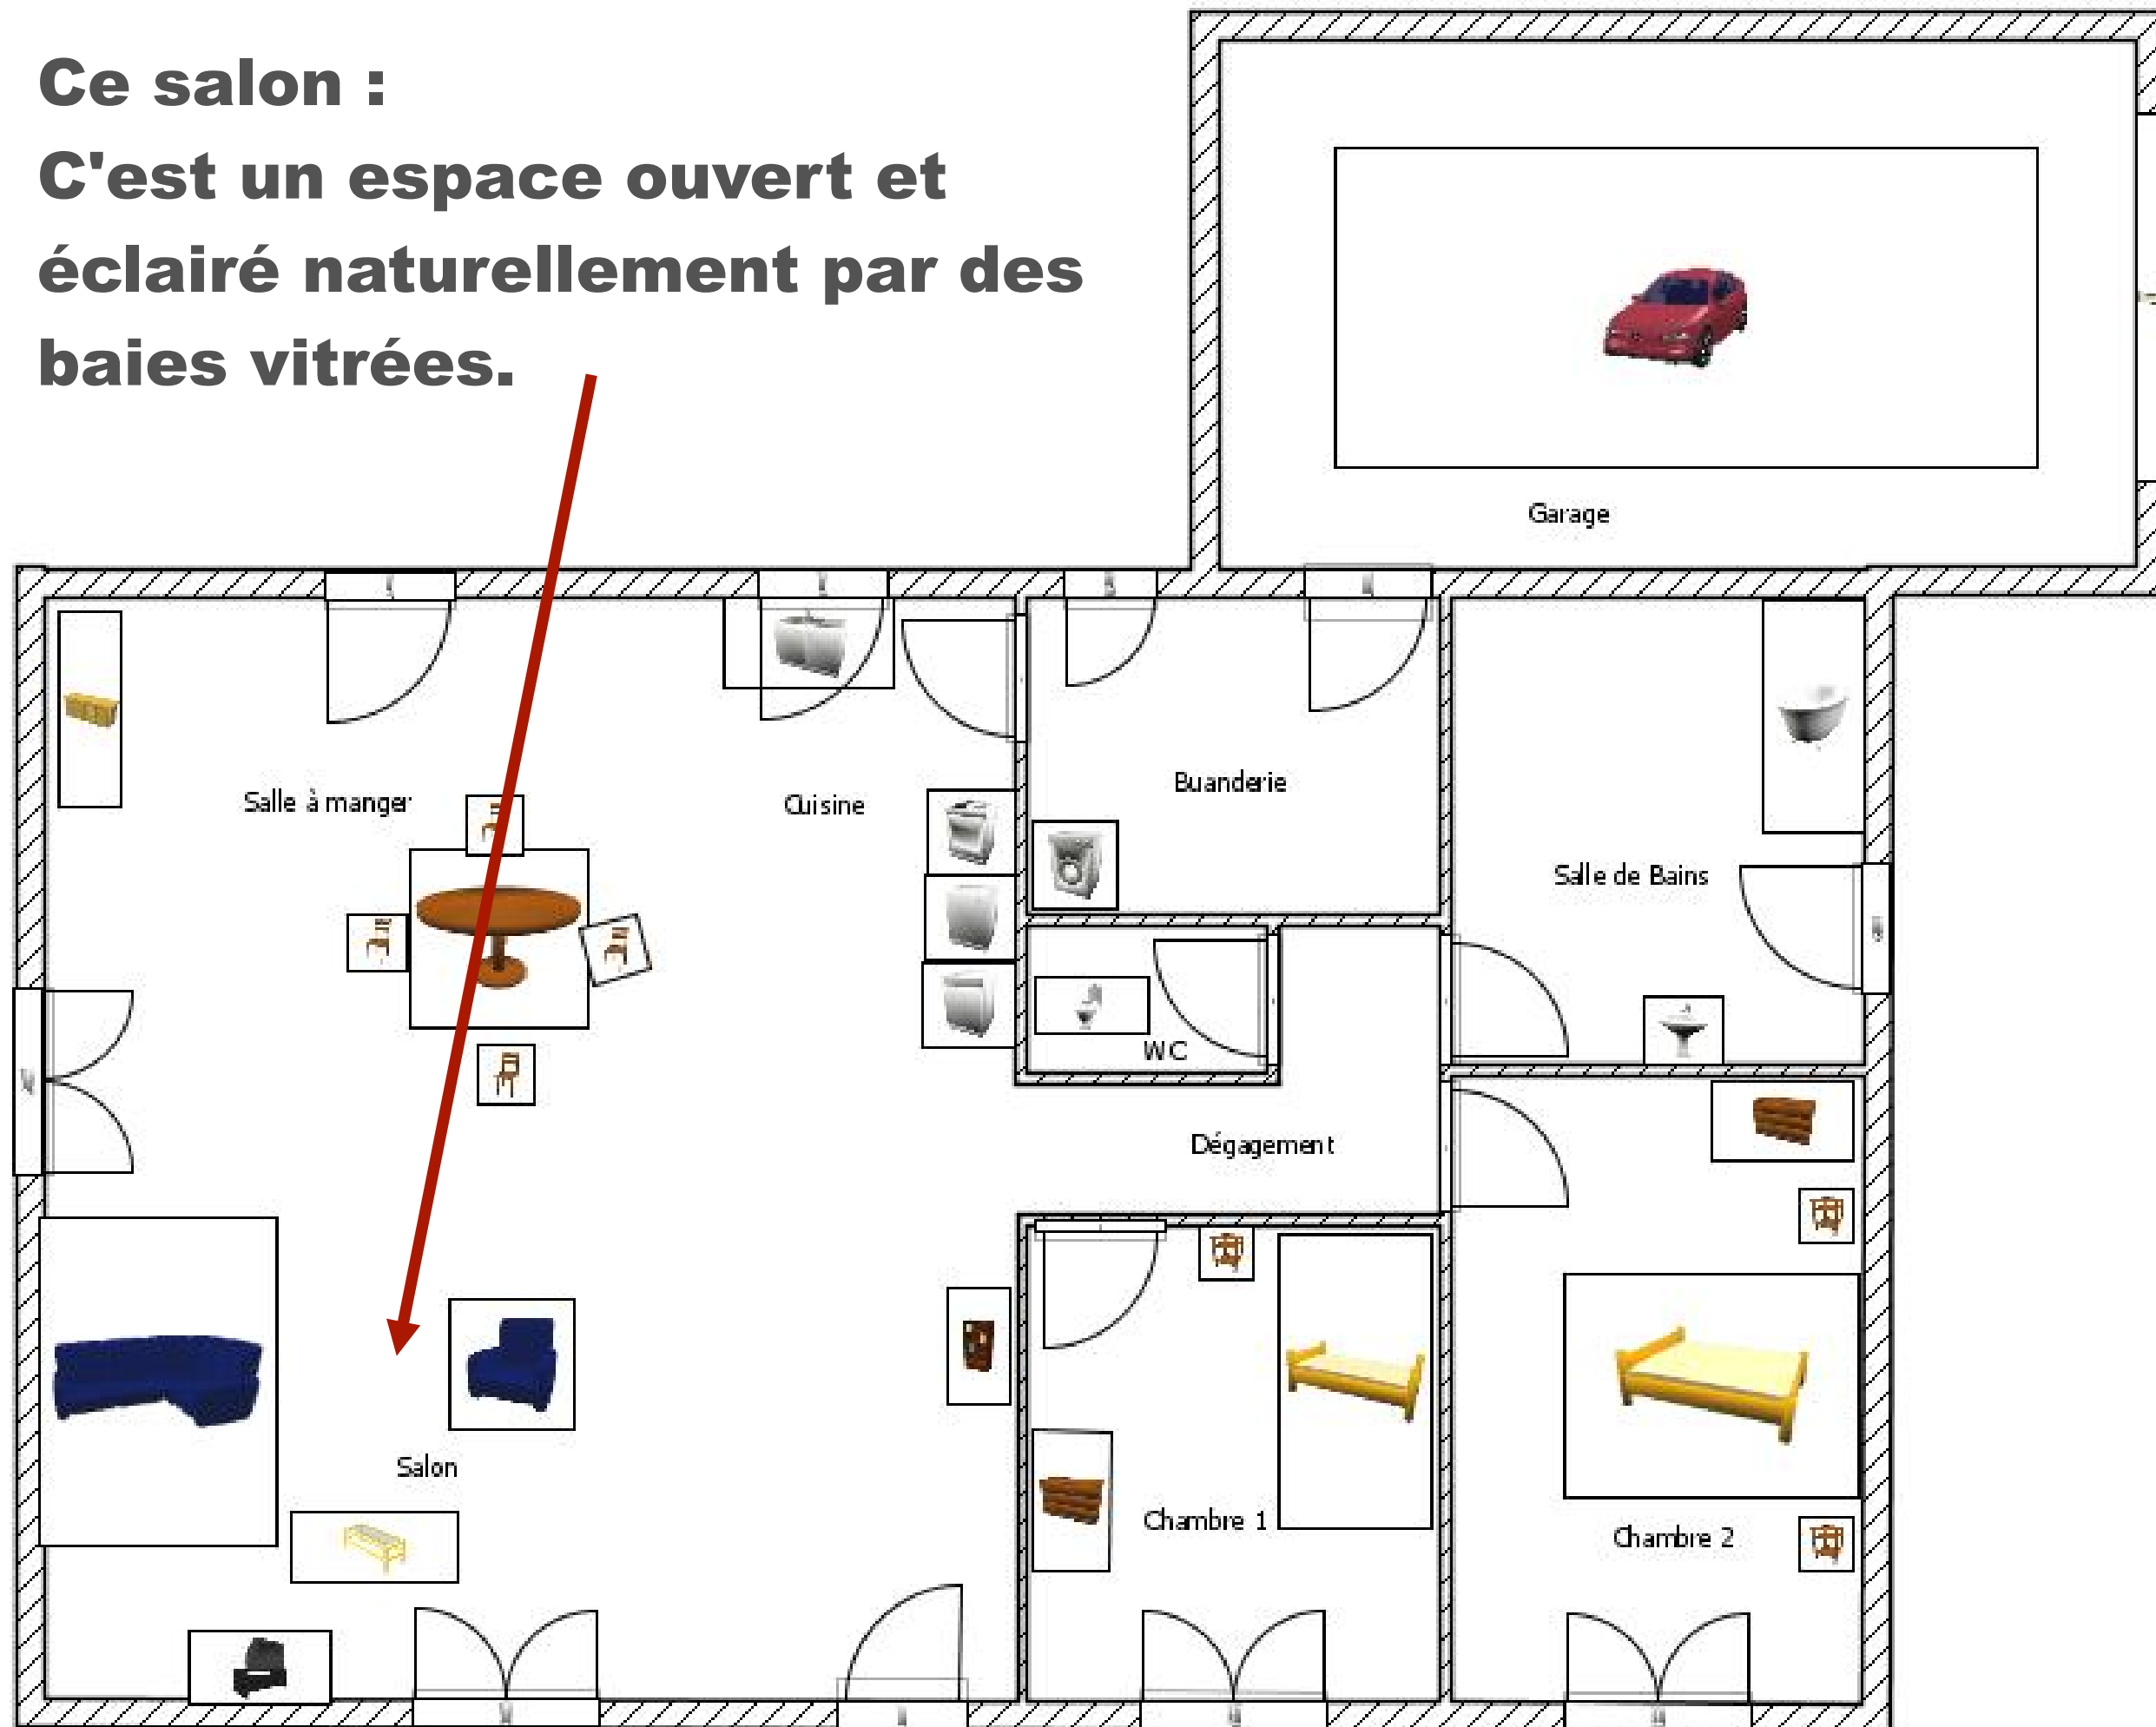 Ce salon :
C'est un espace ouvert et
éclairé naturellement par des
baies vitrées.
Garage
Salle à manger
Cuisine
Buanderie
Salle de Bains
WC
Dégagement
Salon
Chambre 1
Chambre 2